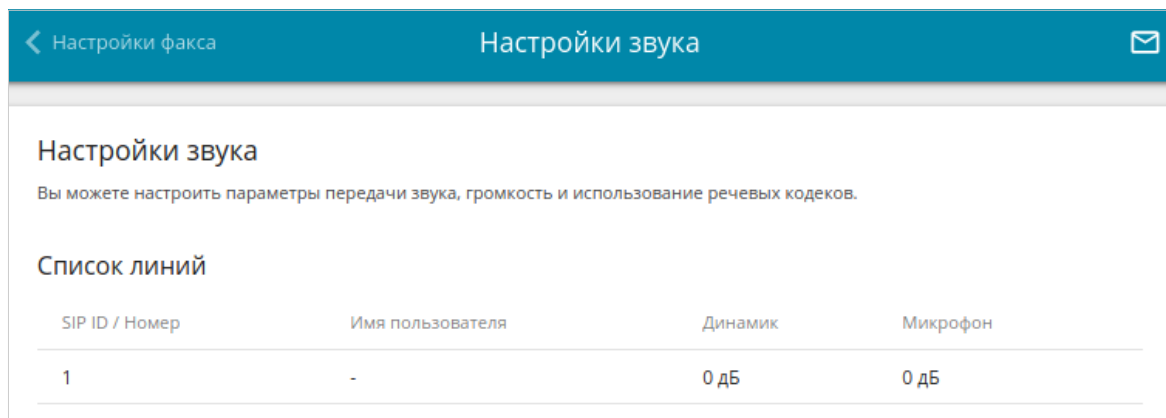 Настройки факса
Настройки звука
Настройки звука
Вы можете настроить параметры передачи звука, громкость и использование речевых кодеков.
Список линий
SIP ID / Номер Имя пользователя Динамик Микрофон
1 - 0 дБ 0 дБ